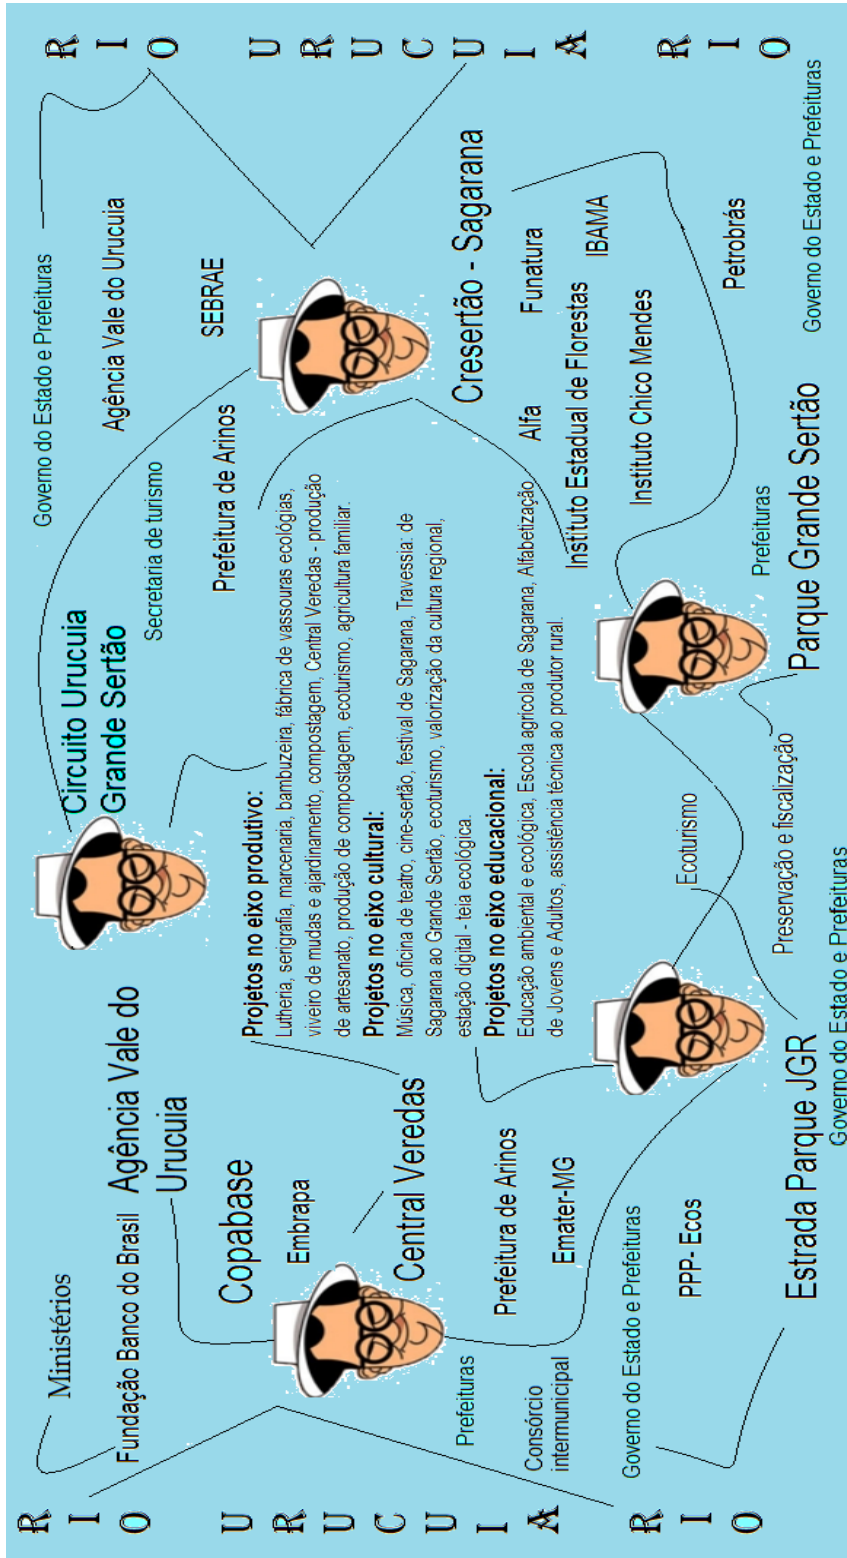 RIO URUCUIA RIO
Ministérios
Fundação Banco do Brasil
Agência Vale do
Urucuia
Copabase
Embrapa
Central Veredas
Prefeituras
Prefeitura de Arinos
Consórcio
intermunicipal
Emater-MG
Governo do Estado e Prefeituras
PPP- Ecos
Estrada Parque JGR
Governo do Estado e Prefeituras
Circuito Urucuia
Grande Sertão
Secretaria de turismo
Projetos no eixo produtivo:
Lutheria, serigrafia, marcenaria, bambuzeira, fábrica de vassouras ecológias,
viveiro de mudas e ajardinamento, compostagem, Central Veredas - produção
de artesanato, produção de compostagem, ecoturismo, agricultura familiar.
Projetos no eixo cultural:
Música, oficina de teatro, cine-sertão, festival de Sagarana, Travessia: de
Sagarana ao Grande Sertão, ecoturismo, valorização da cultura regional,
estação digital - teia ecológica.
Projetos no eixo educacional:
Educação ambiental e ecológica, Escola agrícola de Sagarana, Alfabetização
de Jovens e Adultos, assistência técnica ao produtor rural.
Ecoturismo
Preservação e fiscalização
Governo do Estado e Prefeituras
Agência Vale do Urucuia
SEBRAE
Prefeitura de Arinos
Cresertão - Sagarana
Alfa
Funatura
Instituto Estadual de Florestas
IBAMA
Instituto Chico Mendes
Petrobrás
Prefeituras
Parque Grande Sertão
Governo do Estado e Prefeituras
RIO URUCUIA RIO